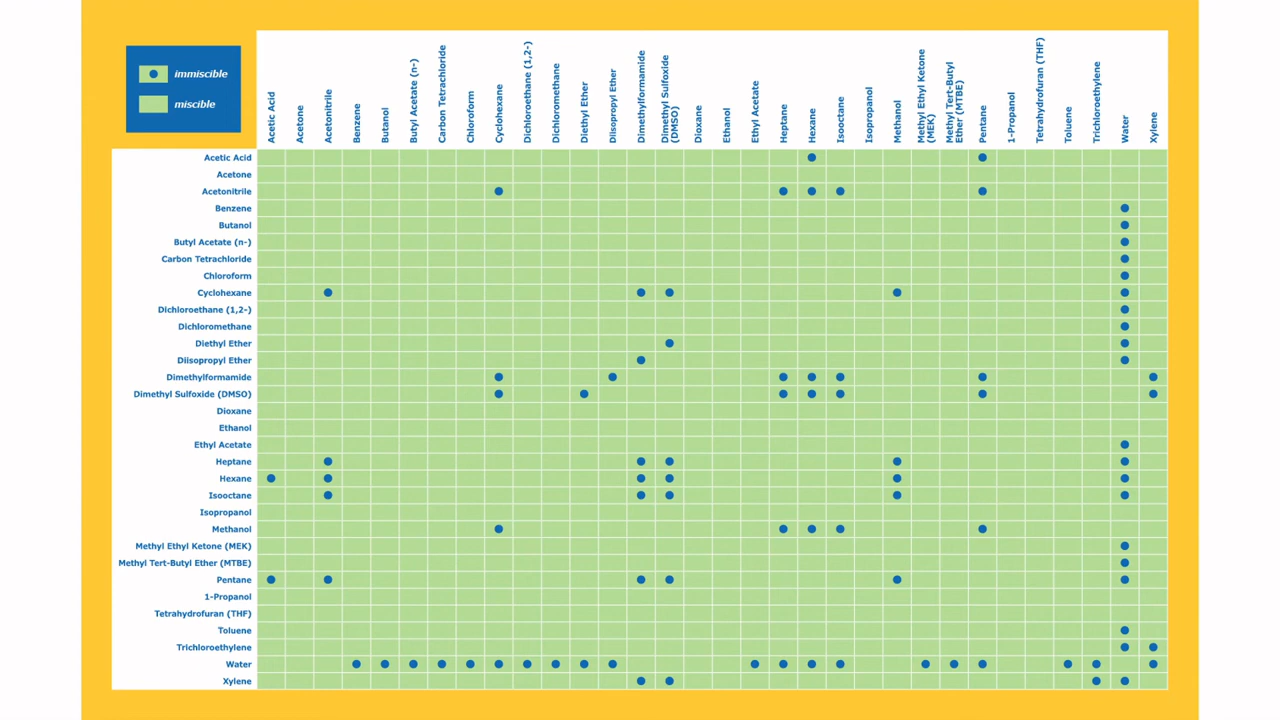 immiscible
miscible
Acetic Acid
Acetone
Acetonitrile
Benzene
Butanol
Butyl Acetate (n-)
Carbon Tetrachloride
Chloroform
Cyclohexane
Dichloroethane (1,2-)
Dichloromethane
Diethyl Ether
Diisopropyl Ether
Dimethylformamide
Dimethyl Sulfoxide
(DMSO)
Dioxane
Ethanol
Ethyl Acetate
Heptane
Hexane
Isooctane
Isopropanol
Methanol
Methyl Ethyl Ketone
(MEK)
Methyl Tert-Butyl
Ether (MTBE)
Pentane
1-Propanol
Tetrahydrofuran (THF)
Toluene
Trichloroethylene
Water
Xylene
Acetic Acid
Acetone
Acetonitrile
Benzene
Butanol
Butyl Acetate (n-)
Carbon Tetrachloride
Chloroform
Cyclohexane
Dichloroethane (1,2-)
Dichloromethane
Diethyl Ether
Diisopropyl Ether
Dimethylformamide
Dimethyl Sulfoxide (DMSO)
Dioxane
Ethanol
Ethyl Acetate
Heptane
Hexane
Isooctane
Isopropanol
Methanol
Methyl Ethyl Ketone (MEK)
Methyl Tert-Butyl Ether (MTBE)
Pentane
1-Propanol
Tetrahydrofuran (THF)
Toluene
Trichloroethylene
Water
Xylene